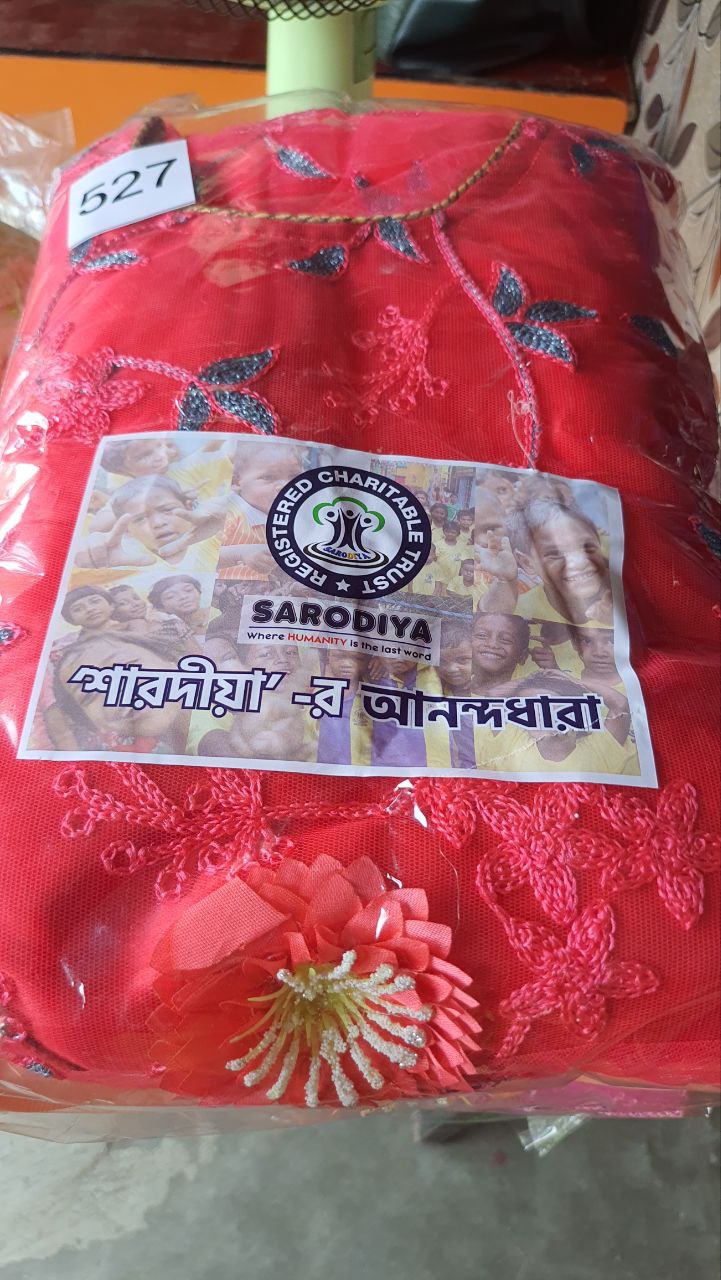 527
REGISTERED CHARITABLE TRUST
SARODIYA
SARODIYA
Where HUMANITY is the last word
‘শারদীয়া’ -র আনন্দধারা